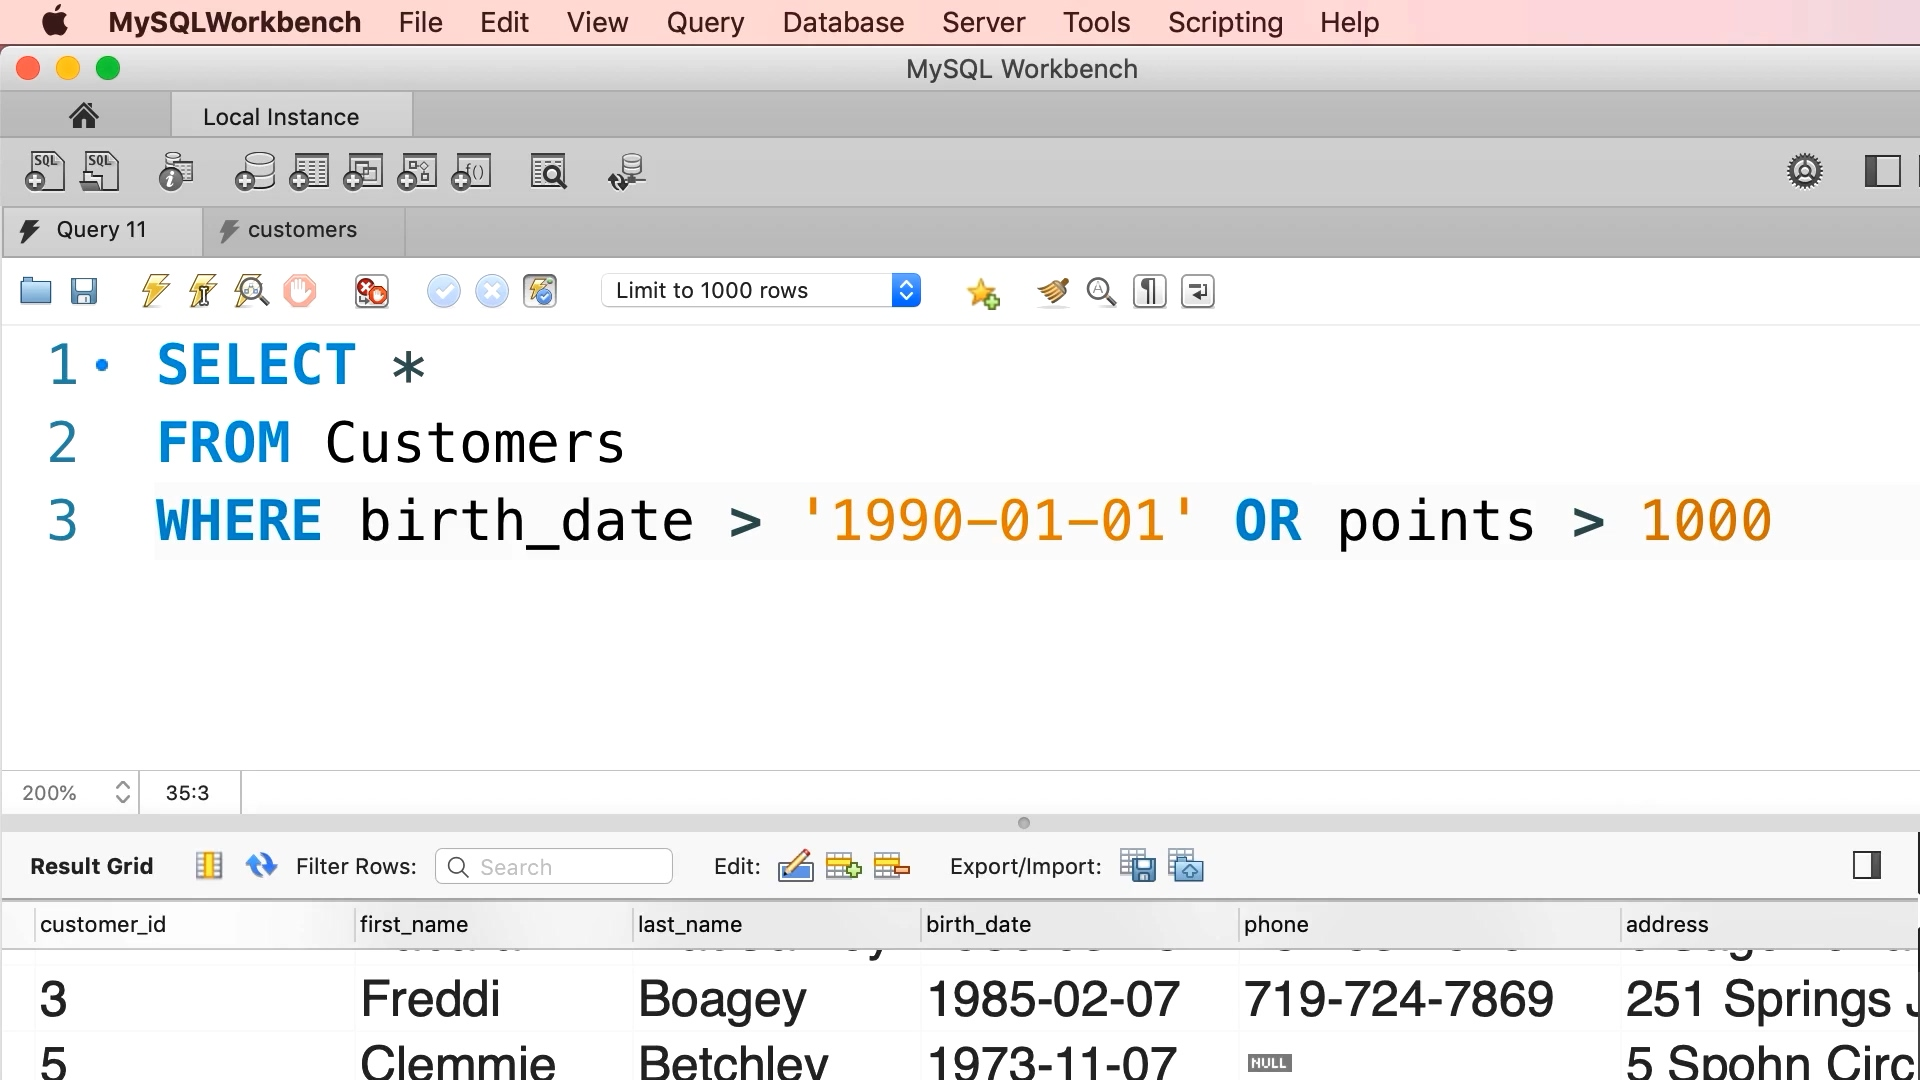 MySQLWorkbench File Edit View Query Database Server Tools Scripting Help
MySQL Workbench
Local Instance
SQL SQL
Query 11 customers
Limit to 1000 rows
1 SELECT *
2 FROM Customers
3 WHERE birth_date > '1990-01-01' OR points > 1000
200% 35:3
Result Grid Filter Rows: Search Edit: Export/Import:
customer_id first_name last_name birth_date phone address
3 Freddi Boagey 1985-02-07 719-724-7869 251 Springs
5 Clemmie Betchley 1973-11-07 NULL 5 Spohn Circ